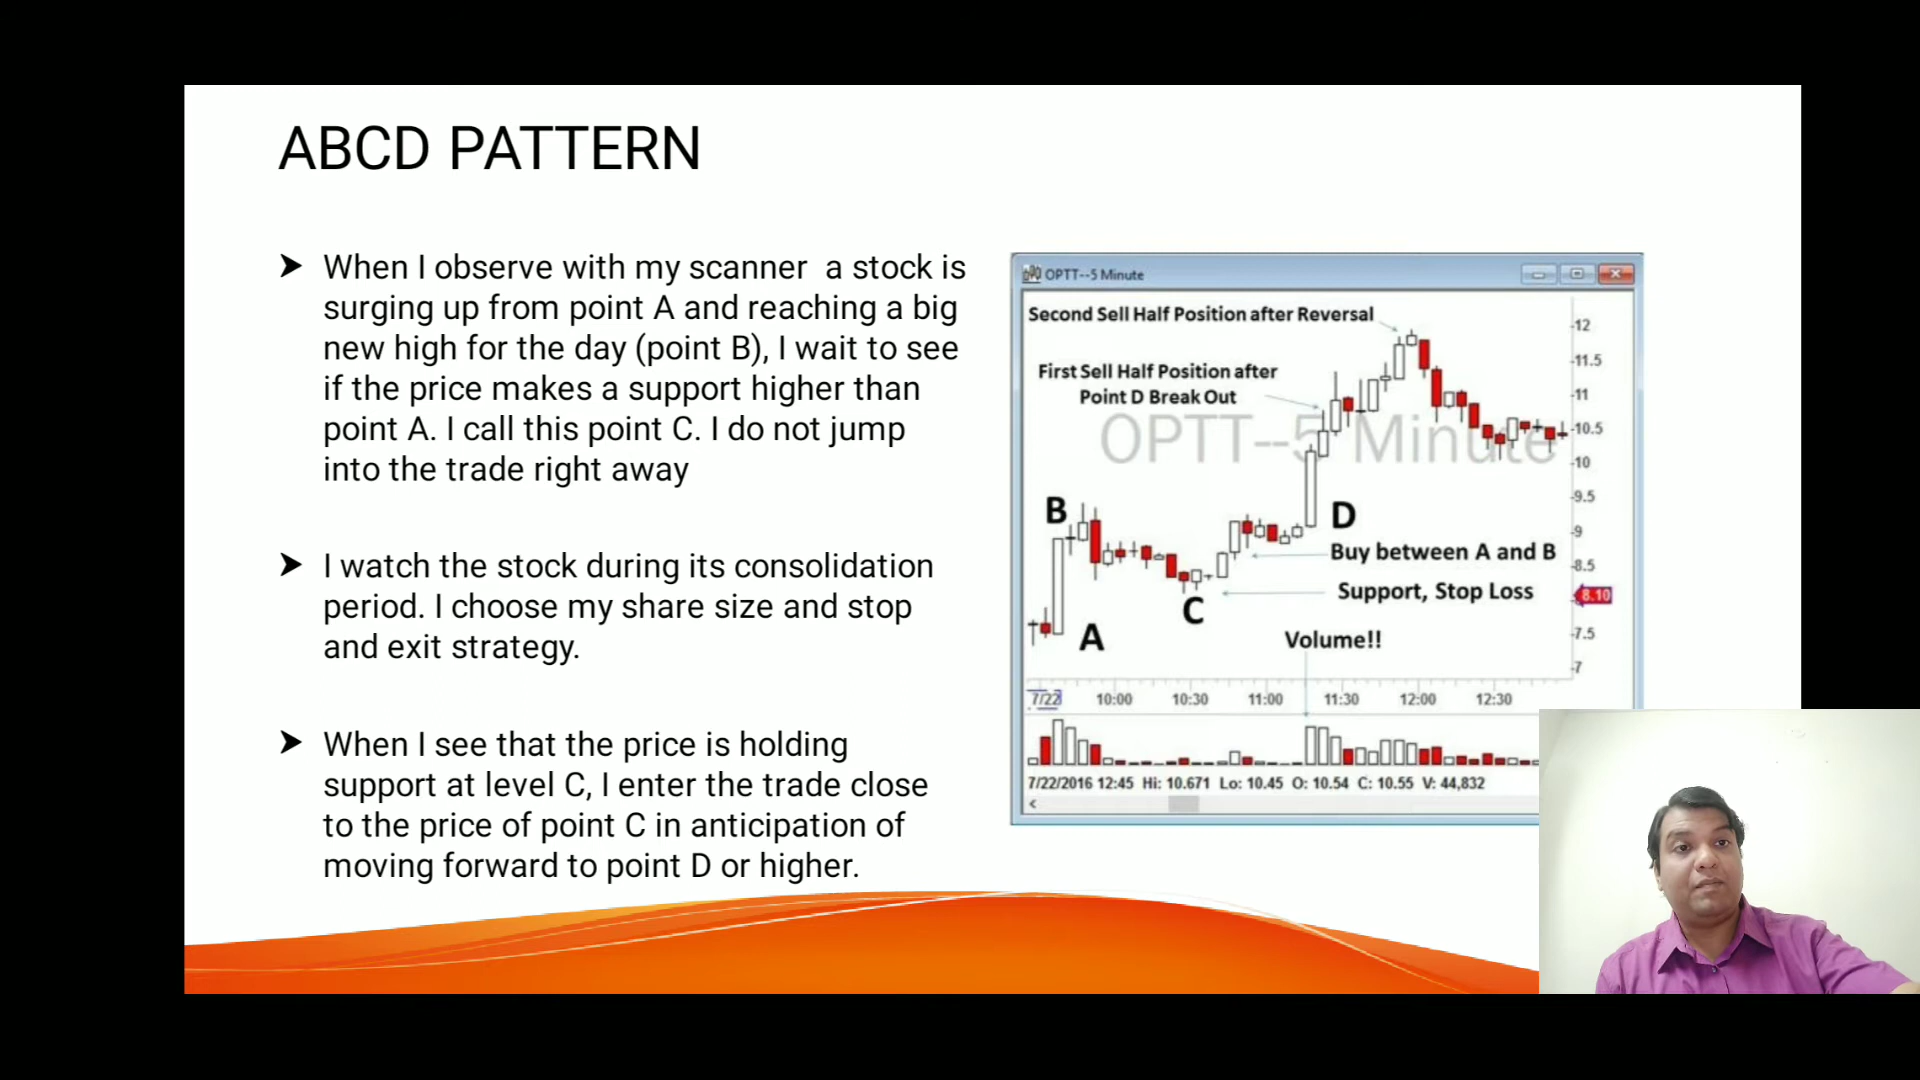 ABCD PATTERN
When I observe with my scanner a stock is
surging up from point A and reaching a big
new high for the day (point B), I wait to see
if the price makes a support higher than
point A. I call this point C. I do not jump
into the trade right away
I watch the stock during its consolidation
period. I choose my share size and stop
and exit strategy.
When I see that the price is holding
support at level C, I enter the trade close
to the price of point C in anticipation of
moving forward to point D or higher.
OPTT--5 Minute
Second Sell Half Position after Reversal
First Sell Half Position after
Point D Break Out
OPTT--5 Minute
B
D
Buy between A and B
Support, Stop Loss
C
A
Volume!!
12
11.5
11
10.5
10
9.5
9
8.5
8.10
7.5
7
7/22 10:00 10:30 11:00 11:30 12:00 12:30
7/22/2016 12:45 Hi: 10.671 Lo: 10.45 O: 10.54 C: 10.55 V: 44,832